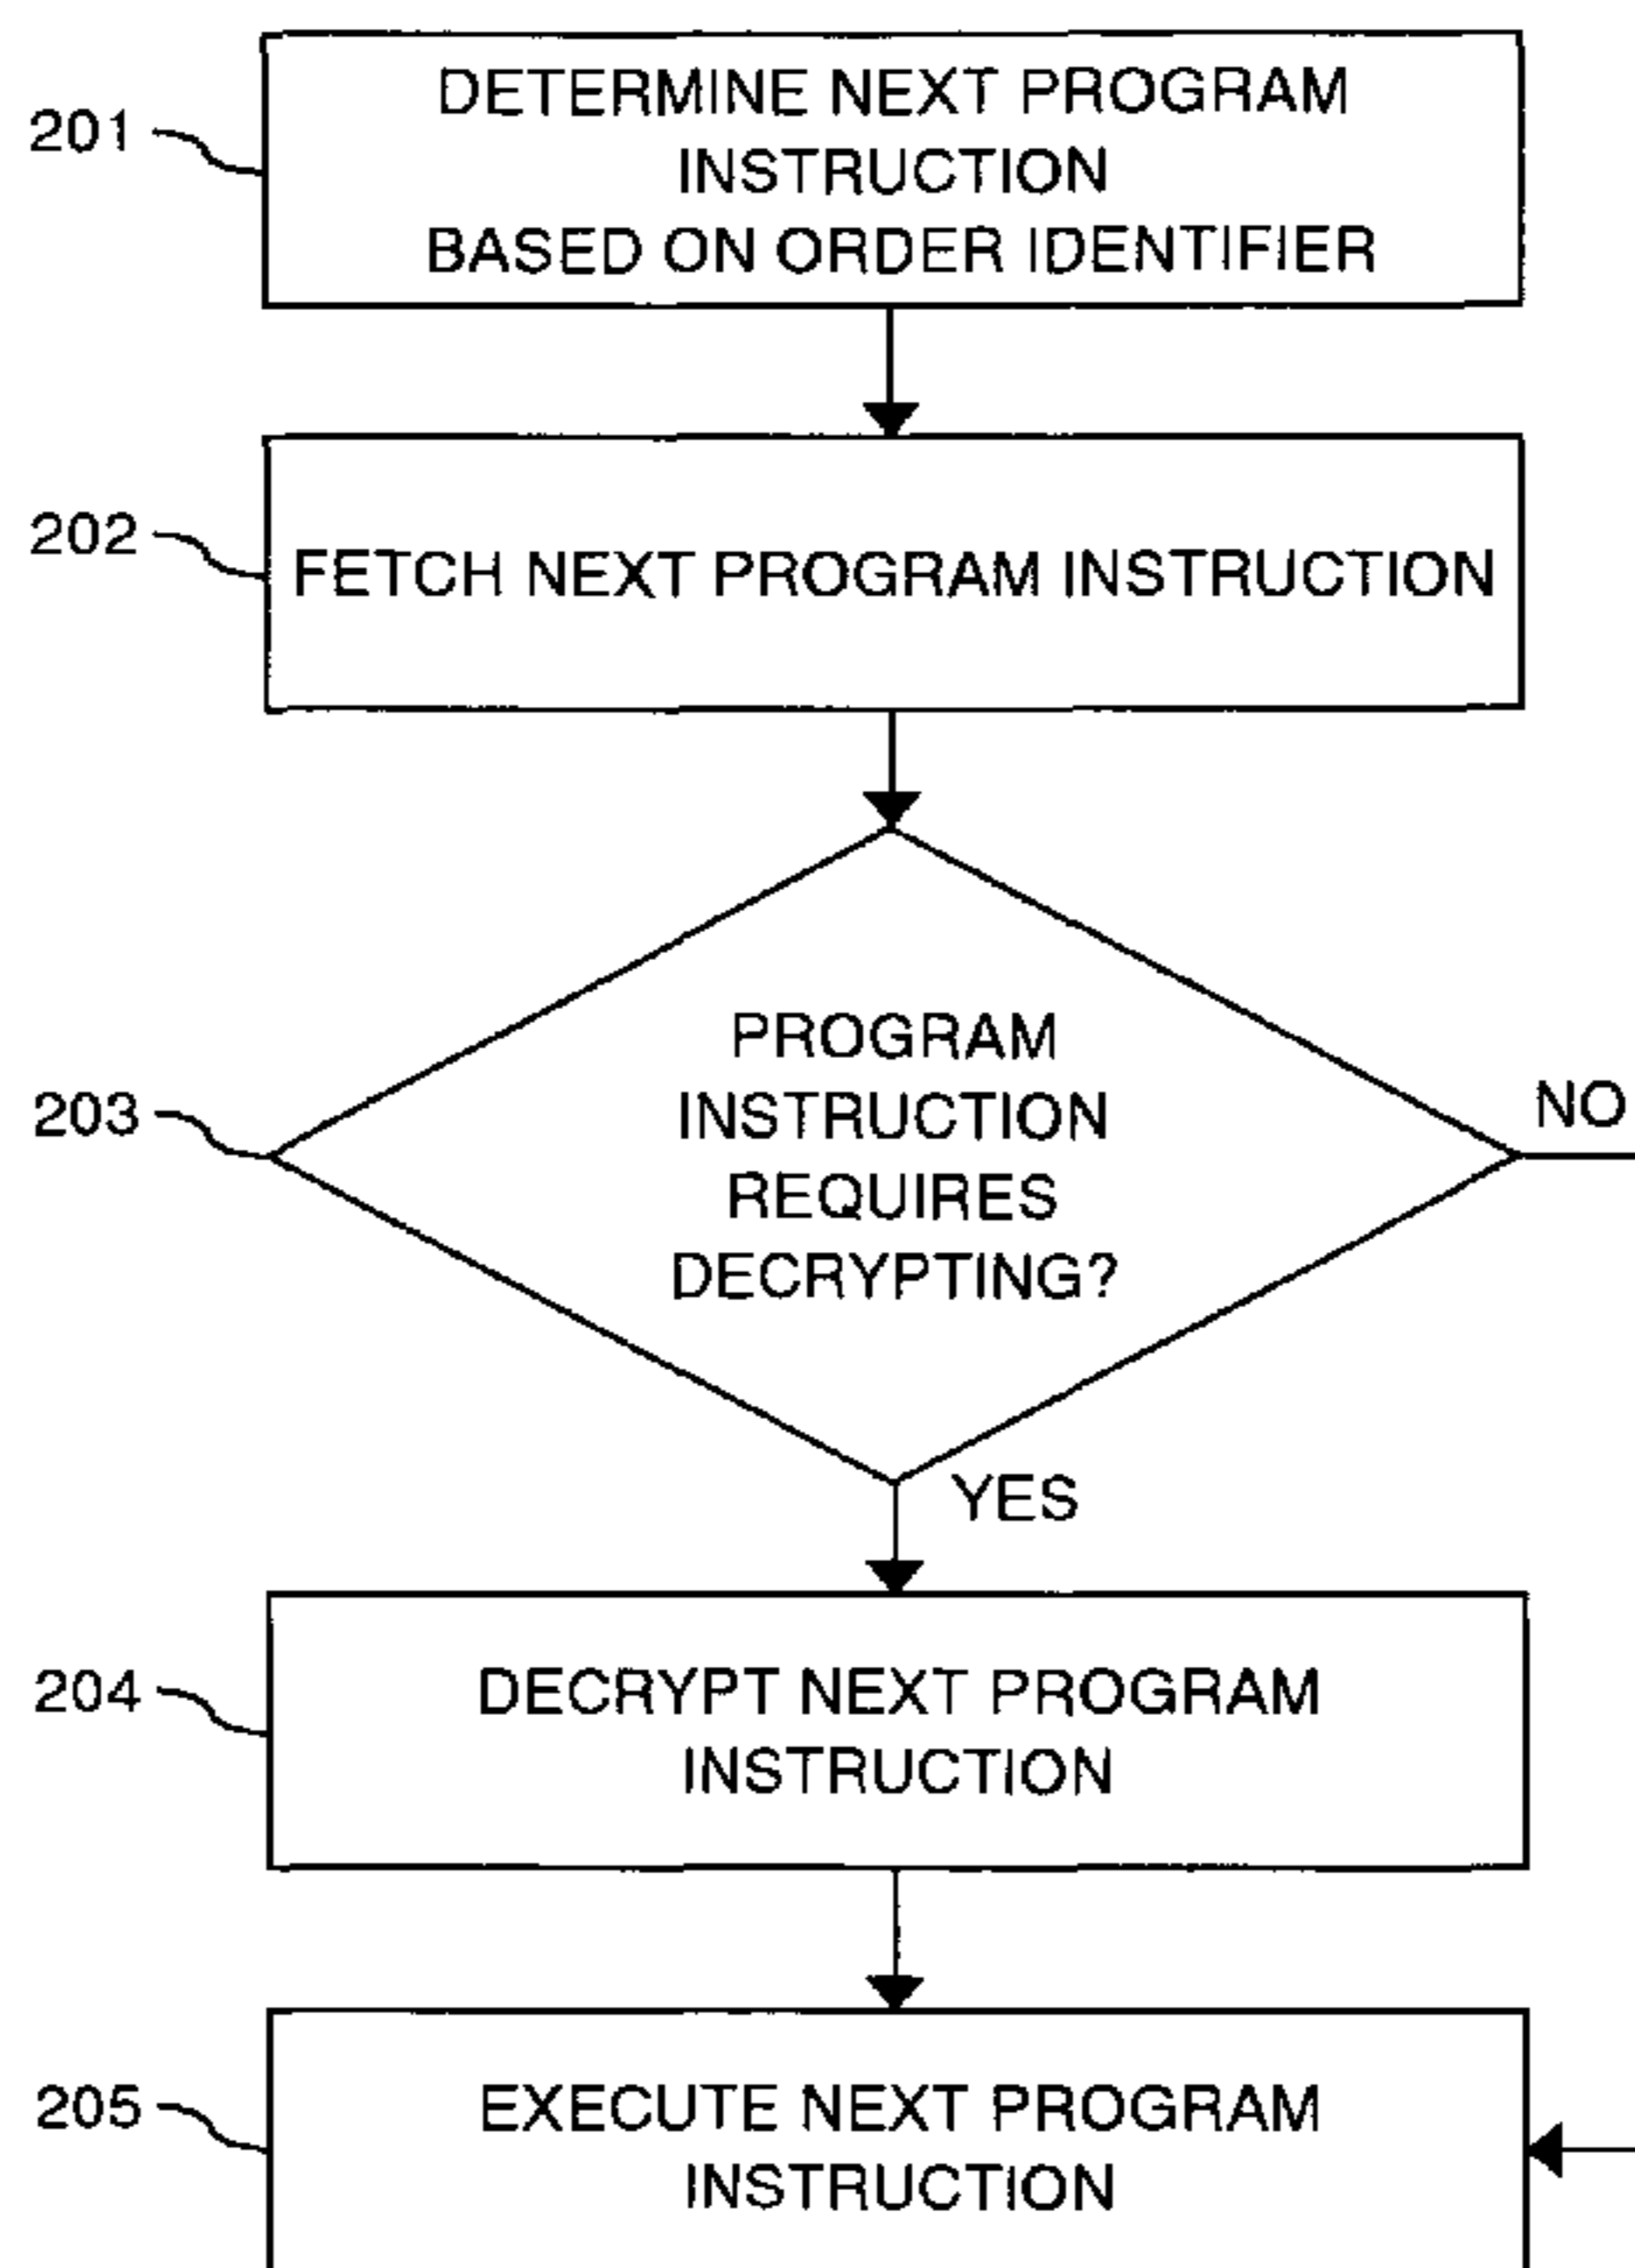 201
DETERMINE NEXT PROGRAM
INSTRUCTION
BASED ON ORDER IDENTIFIER
202
FETCH NEXT PROGRAM INSTRUCTION
203
PROGRAM
INSTRUCTION
REQUIRES
DECRYPTING?
NO
YES
204
DECRYPT NEXT PROGRAM
INSTRUCTION
205
EXECUTE NEXT PROGRAM
INSTRUCTION